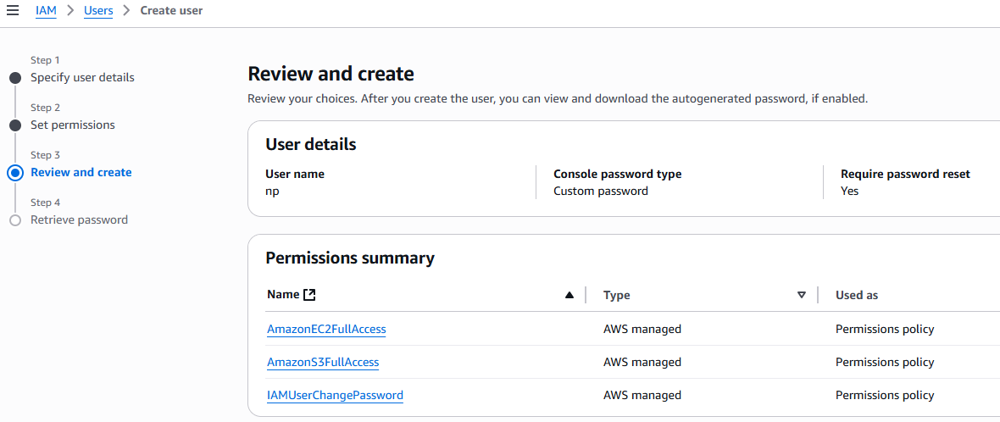 IAM > Users > Create user
Step 1
Specify user details
Step 2
Set permissions
Step 3
Review and create
Step 4
Retrieve password
Review and create
Review your choices. After you create the user, you can view and download the autogenerated password, if enabled.
User details
User name Console password type Require password reset
np Custom password Yes
Permissions summary
Name Type Used as
AmazonEC2FullAccess AWS managed Permissions policy
AmazonS3FullAccess AWS managed Permissions policy
IAMUserChangePassword AWS managed Permissions policy